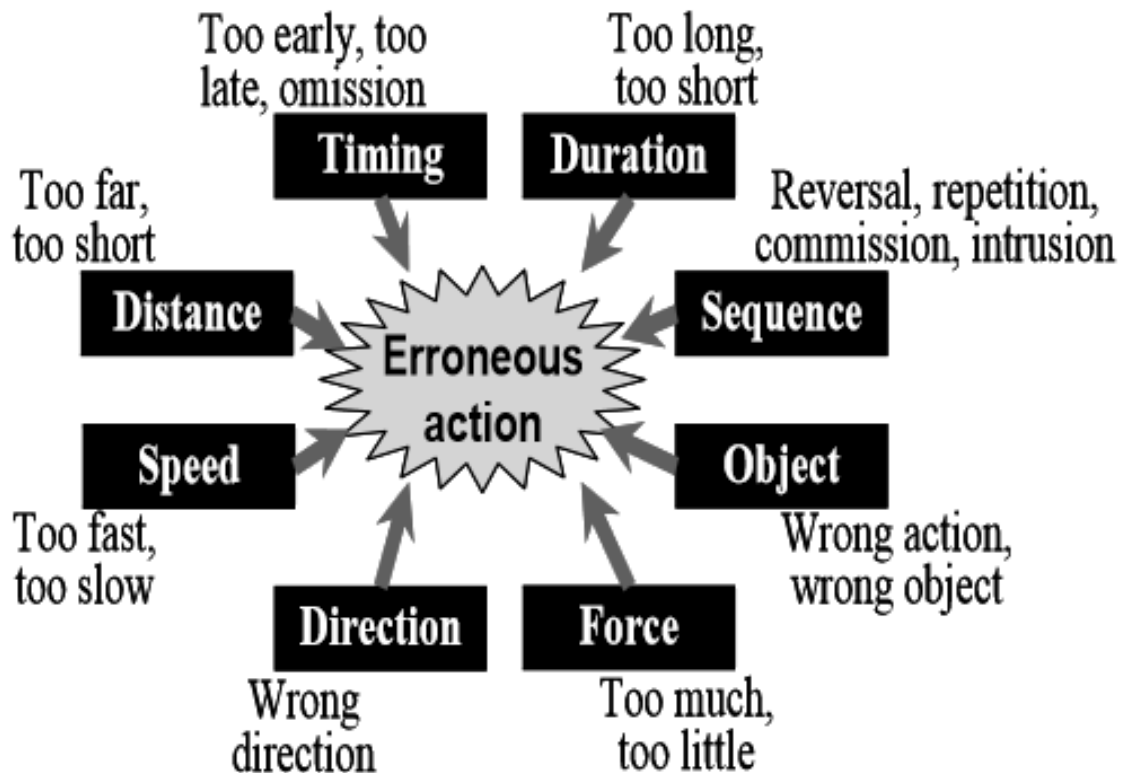 Too early, too
late, omission
Timing
Too long,
too short
Duration
Too far,
too short
Distance
Reversal, repetition,
commission, intrusion
Sequence
Erroneous
action
Speed
Too fast,
too slow
Object
Wrong action,
wrong object
Direction
Wrong
direction
Force
Too much,
too little